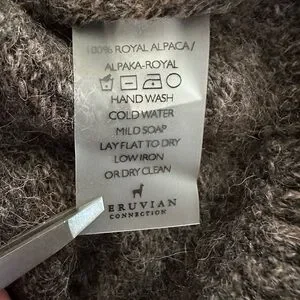 100% ROYAL ALPACA/
ALPAKA-ROYAL
HAND WASH
COLD WATER
MILD SOAP
LAY FLAT TO DRY
LOW IRON
OR DRY CLEAN
PERUVIAN
CONNECTION